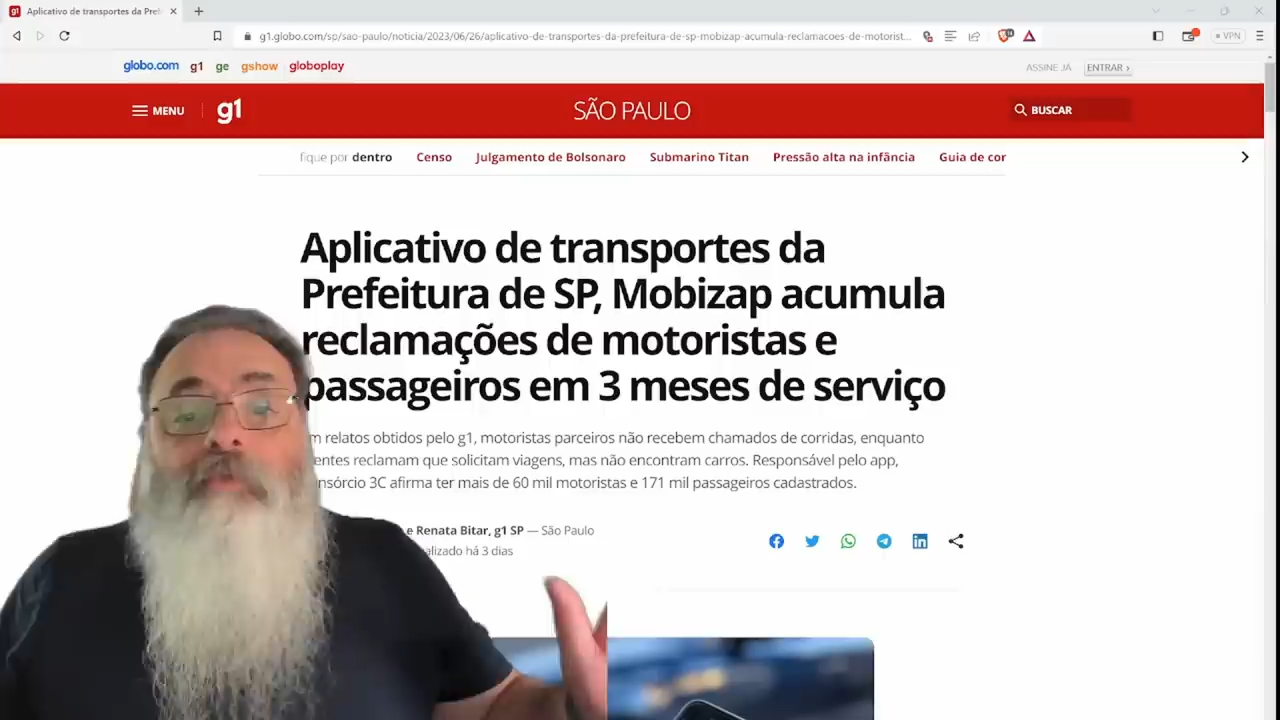 g1 Aplicativo de transportes da Pref
g1.globo.com/sp/sao-paulo/noticia/2023/06/26/aplicativo-de-transportes-da-prefeitura-de-sp-mobizap-acumula-reclamacoes-de-motorist...
VPN
globo.com g1 ge gshow globoplay
ASSINE JÁ ENTRAR ›
MENU g1 SÃO PAULO BUSCAR
fique por dentro Censo Julgamento de Bolsonaro Submarino Titan Pressão alta na infância Guia de cor
Aplicativo de transportes da
Prefeitura de SP, Mobizap acumula
reclamações de motoristas e
passageiros em 3 meses de serviço
m relatos obtidos pelo g1, motoristas parceiros não recebem chamados de corridas, enquanto
entes reclamam que solicitam viagens, mas não encontram carros. Responsável pelo app,
nsórcio 3C afirma ter mais de 60 mil motoristas e 171 mil passageiros cadastrados.
e Renata Bitar, g1 SP — São Paulo
alizado há 3 dias